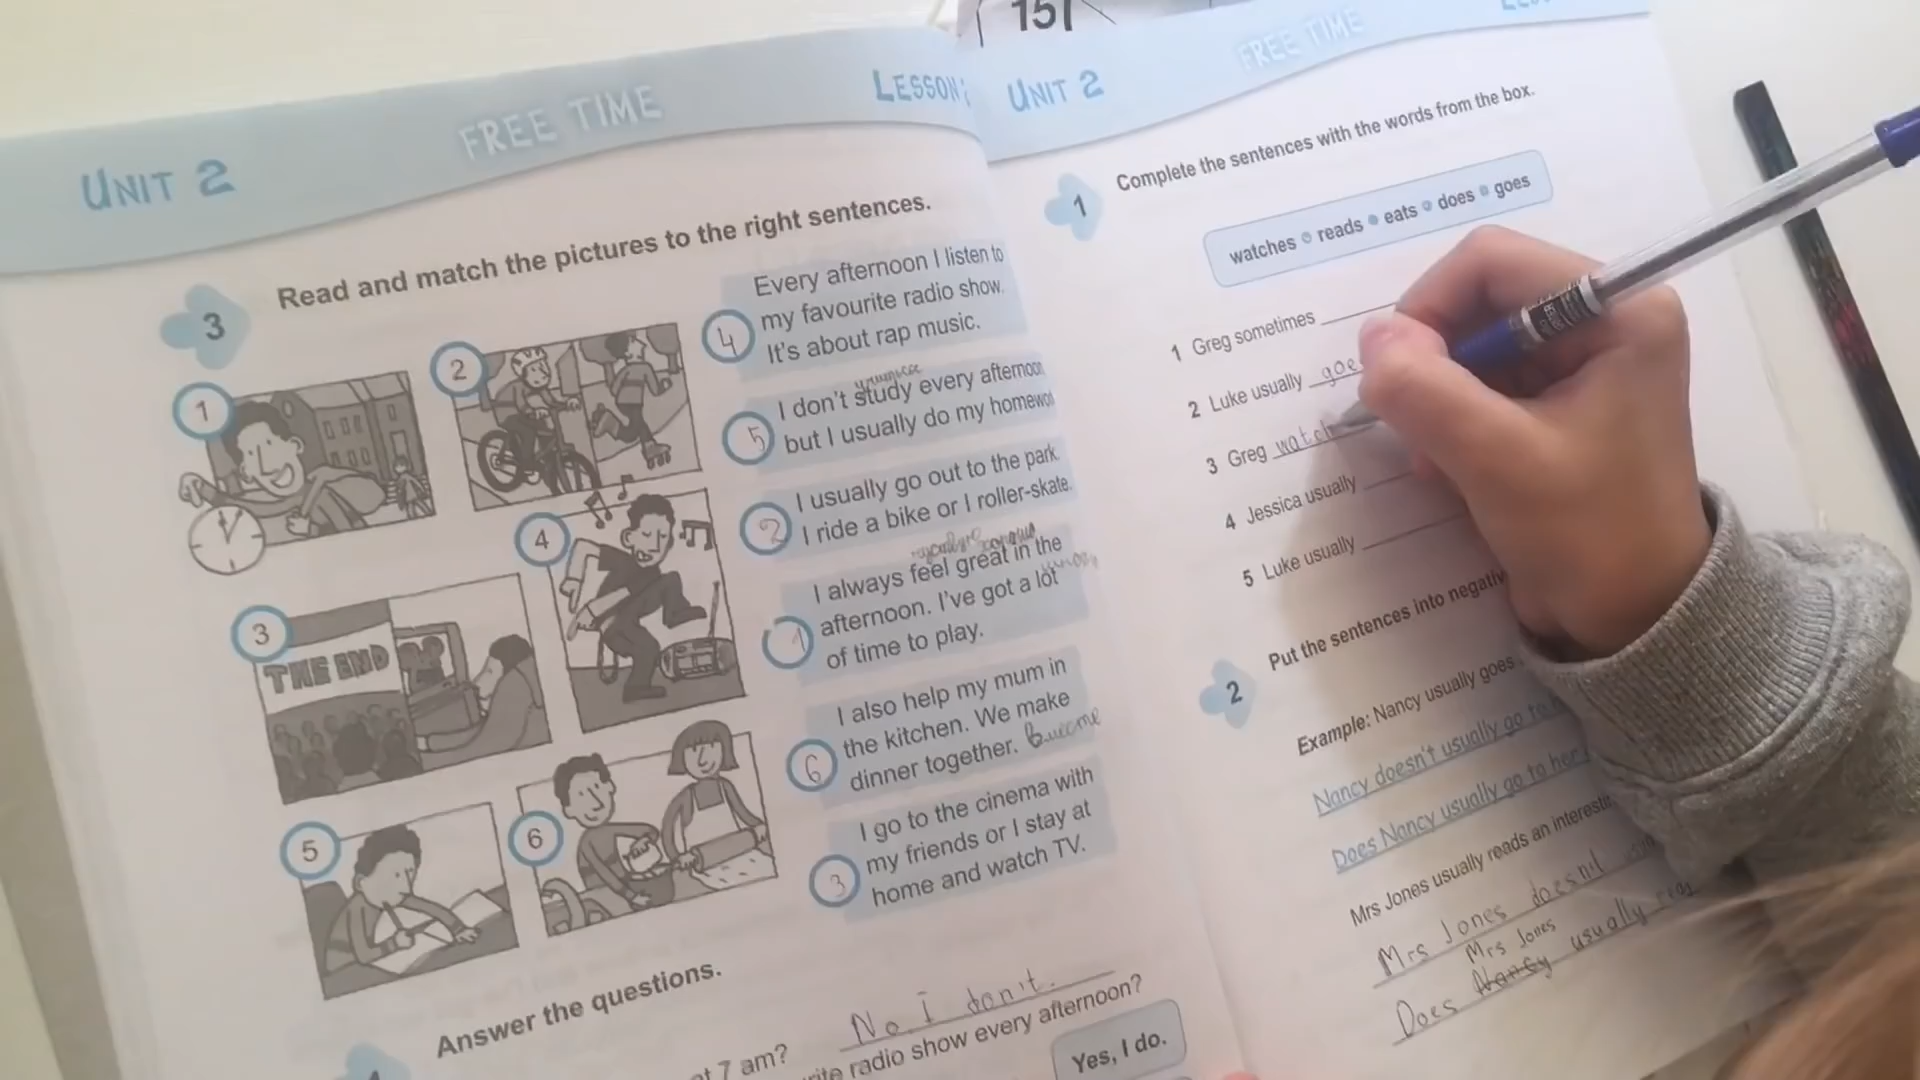 151
UNIT 2
FREE TIME
LESSON
3
Read and match the pictures to the right sentences.
1
2
3
THE END
4
5
6
4
Every afternoon I listen to
my favourite radio show.
It's about rap music.
5
I don't study every afternoon
but I usually do my homewo
2
I usually go out to the park.
I ride a bike or I roller-skate.
1
I always feel great in the
afternoon. I've got a lot
of time to play.
6
I also help my mum in
the kitchen. We make
dinner together. вместе
3
I go to the cinema with
my friends or I stay at
home and watch TV.
Answer the questions.
at 7 am?
No. I don't.
rite radio show every afternoon?
Yes, I do.
UNIT 2
FREE TIME
1
Complete the sentences with the words from the box.
watches reads eats does goes
1 Greg sometimes
2 Luke usually goe
3 Greg watch
4 Jessica usually
5 Luke usually
2
Put the sentences into negativ
Example: Nancy usually goes
Nancy doesn't usually go to
Does Nancy usually go to her
Mrs Jones usually reads an interestin
Mrs Jones doesn't
Mrs Jones
Does Nancy usually rea